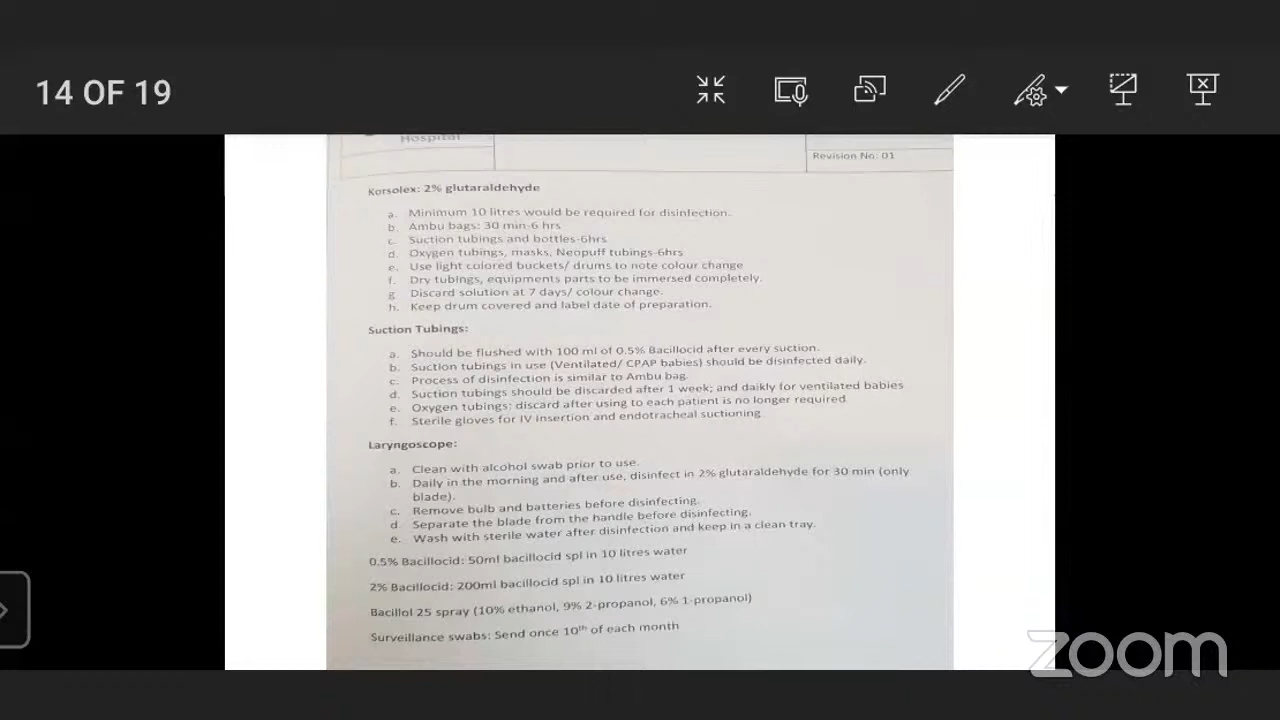 14 OF 19
Hospital
Revision No: 01
Korsolex: 2% glutaraldehyde
a. Minimum 10 litres would be required for disinfection.
b. Ambu bags: 30 min-6 hrs
c. Suction tubings and bottles-6hrs
d. Oxygen tubings, masks, Neopuff tubings-6hrs
e. Use light colored buckets/ drums to note colour change
f. Dry tubings, equipments parts to be immersed completely.
g. Discard solution at 7 days/ colour change.
h. Keep drum covered and label date of preparation.
Suction Tubings:
a. Should be flushed with 100 ml of 0.5% Bacillocid after every suction.
b. Suction tubings in use (Ventilated/ CPAP babies) should be disinfected daily.
c. Process of disinfection is similar to Ambu bag.
d. Suction tubings should be discarded after 1 week; and daikly for ventilated babies
e. Oxygen tubings: discard after using to each patient is no longer required
f. Sterile gloves for IV insertion and endotracheal suctioning
Laryngoscope:
a. Clean with alcohol swab prior to use.
b. Daily in the morning and after use, disinfect in 2% glutaraldehyde for 30 min (only
blade).
c. Remove bulb and batteries before disinfecting.
d. Separate the blade from the handle before disinfecting.
e. Wash with sterile water after disinfection and keep in a clean tray.
0.5% Bacillocid: 50ml bacillocid spl in 10 litres water
2% Bacillocid: 200ml bacillocid spl in 10 litres water
Bacillol 25 spray (10% ethanol, 9% 2-propanol, 6% 1-propanol)
Surveillance swabs: Send once 10th of each month
zoom